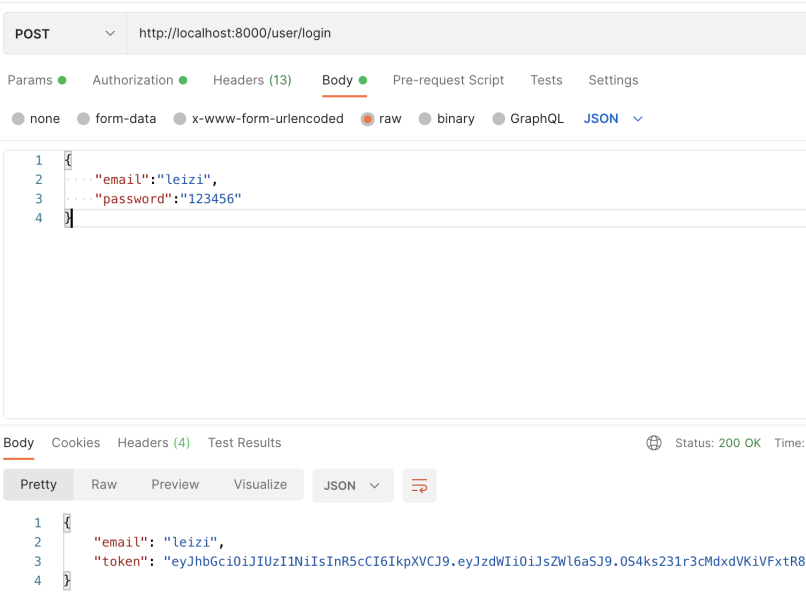 POST http://localhost:8000/user/login
Params Authorization Headers (13) Body Pre-request Script Tests Settings
none form-data x-www-form-urlencoded raw binary GraphQL JSON
1 {
2 "email":"leizi",
3 "password":"123456"
4 }
Body Cookies Headers (4) Test Results Status: 200 OK Time:
Pretty Raw Preview Visualize JSON
1 {
2 "email": "leizi",
3 "token": "eyJhbGciOiJIUzI1NiIsInR5cCI6IkpXVCJ9.eyJzdWIiOiJsZWl6aSJ9.OS4ks231r3cMdxdVKiVFxtR8
4 }